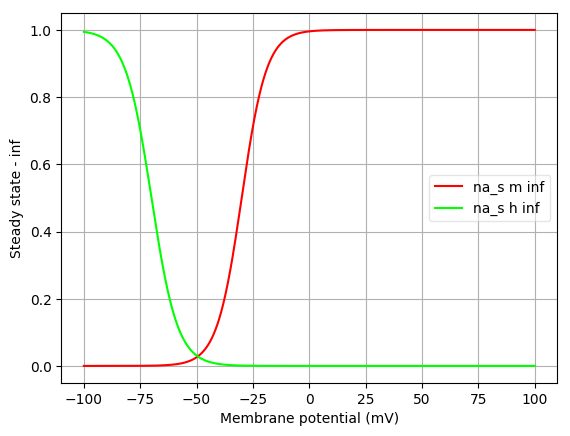 1.0
0.8
0.6
0.4
0.2
0.0
Steady state - inf
na_s m inf
na_s h inf
−100 −75 −50 −25 0 25 50 75 100
Membrane potential (mV)